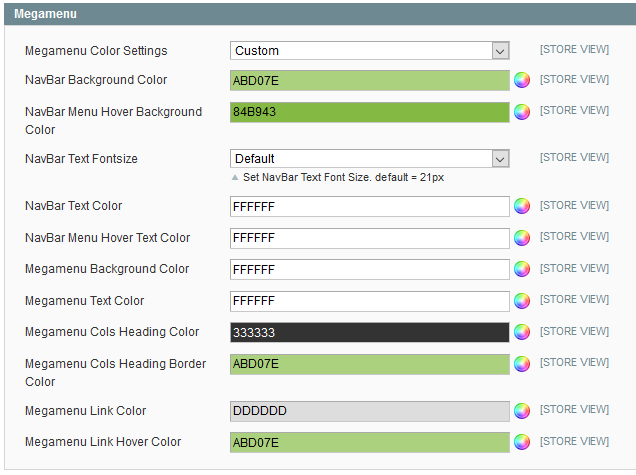 Megamenu
Megamenu Color Settings Custom [STORE VIEW]
NavBar Background Color ABD07E [STORE VIEW]
NavBar Menu Hover Background 84B943 [STORE VIEW]
Color
NavBar Text Fontsize Default [STORE VIEW]
Set NavBar Text Font Size. default = 21px
NavBar Text Color FFFFFF [STORE VIEW]
NavBar Menu Hover Text Color FFFFFF [STORE VIEW]
Megamenu Background Color FFFFFF [STORE VIEW]
Megamenu Text Color FFFFFF [STORE VIEW]
Megamenu Cols Heading Color 333333 [STORE VIEW]
Megamenu Cols Heading Border ABD07E [STORE VIEW]
Color
Megamenu Link Color DDDDDD [STORE VIEW]
Megamenu Link Hover Color ABD07E [STORE VIEW]